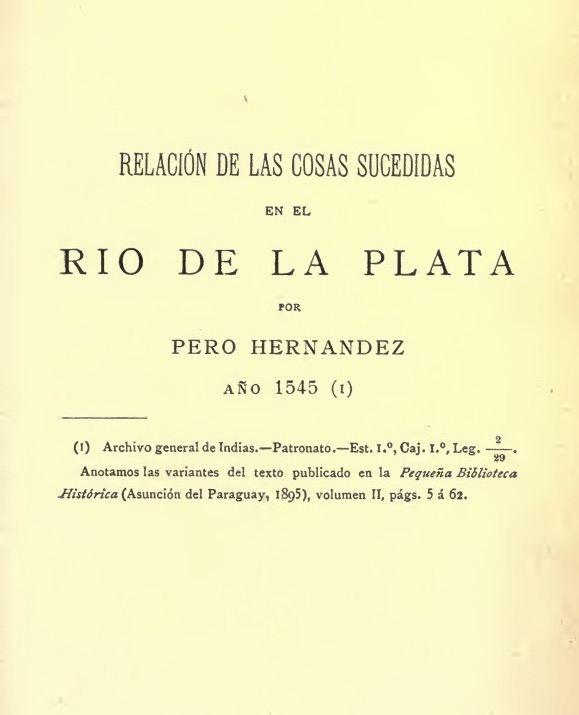 RELACIÓN DE LAS COSAS SUCEDIDAS
EN EL
RIO DE LA PLATA
POR
PERO HERNANDEZ
AÑO 1545 (1)
(1) Archivo general de Indias.—Patronato.—Est. 1.º, Caj. 1.º, Leg. 2/29.
Anotamos las variantes del texto publicado en la Pequeña Biblioteca
Histórica (Asunción del Paraguay, 1895), volumen II, págs. 5 á 62.